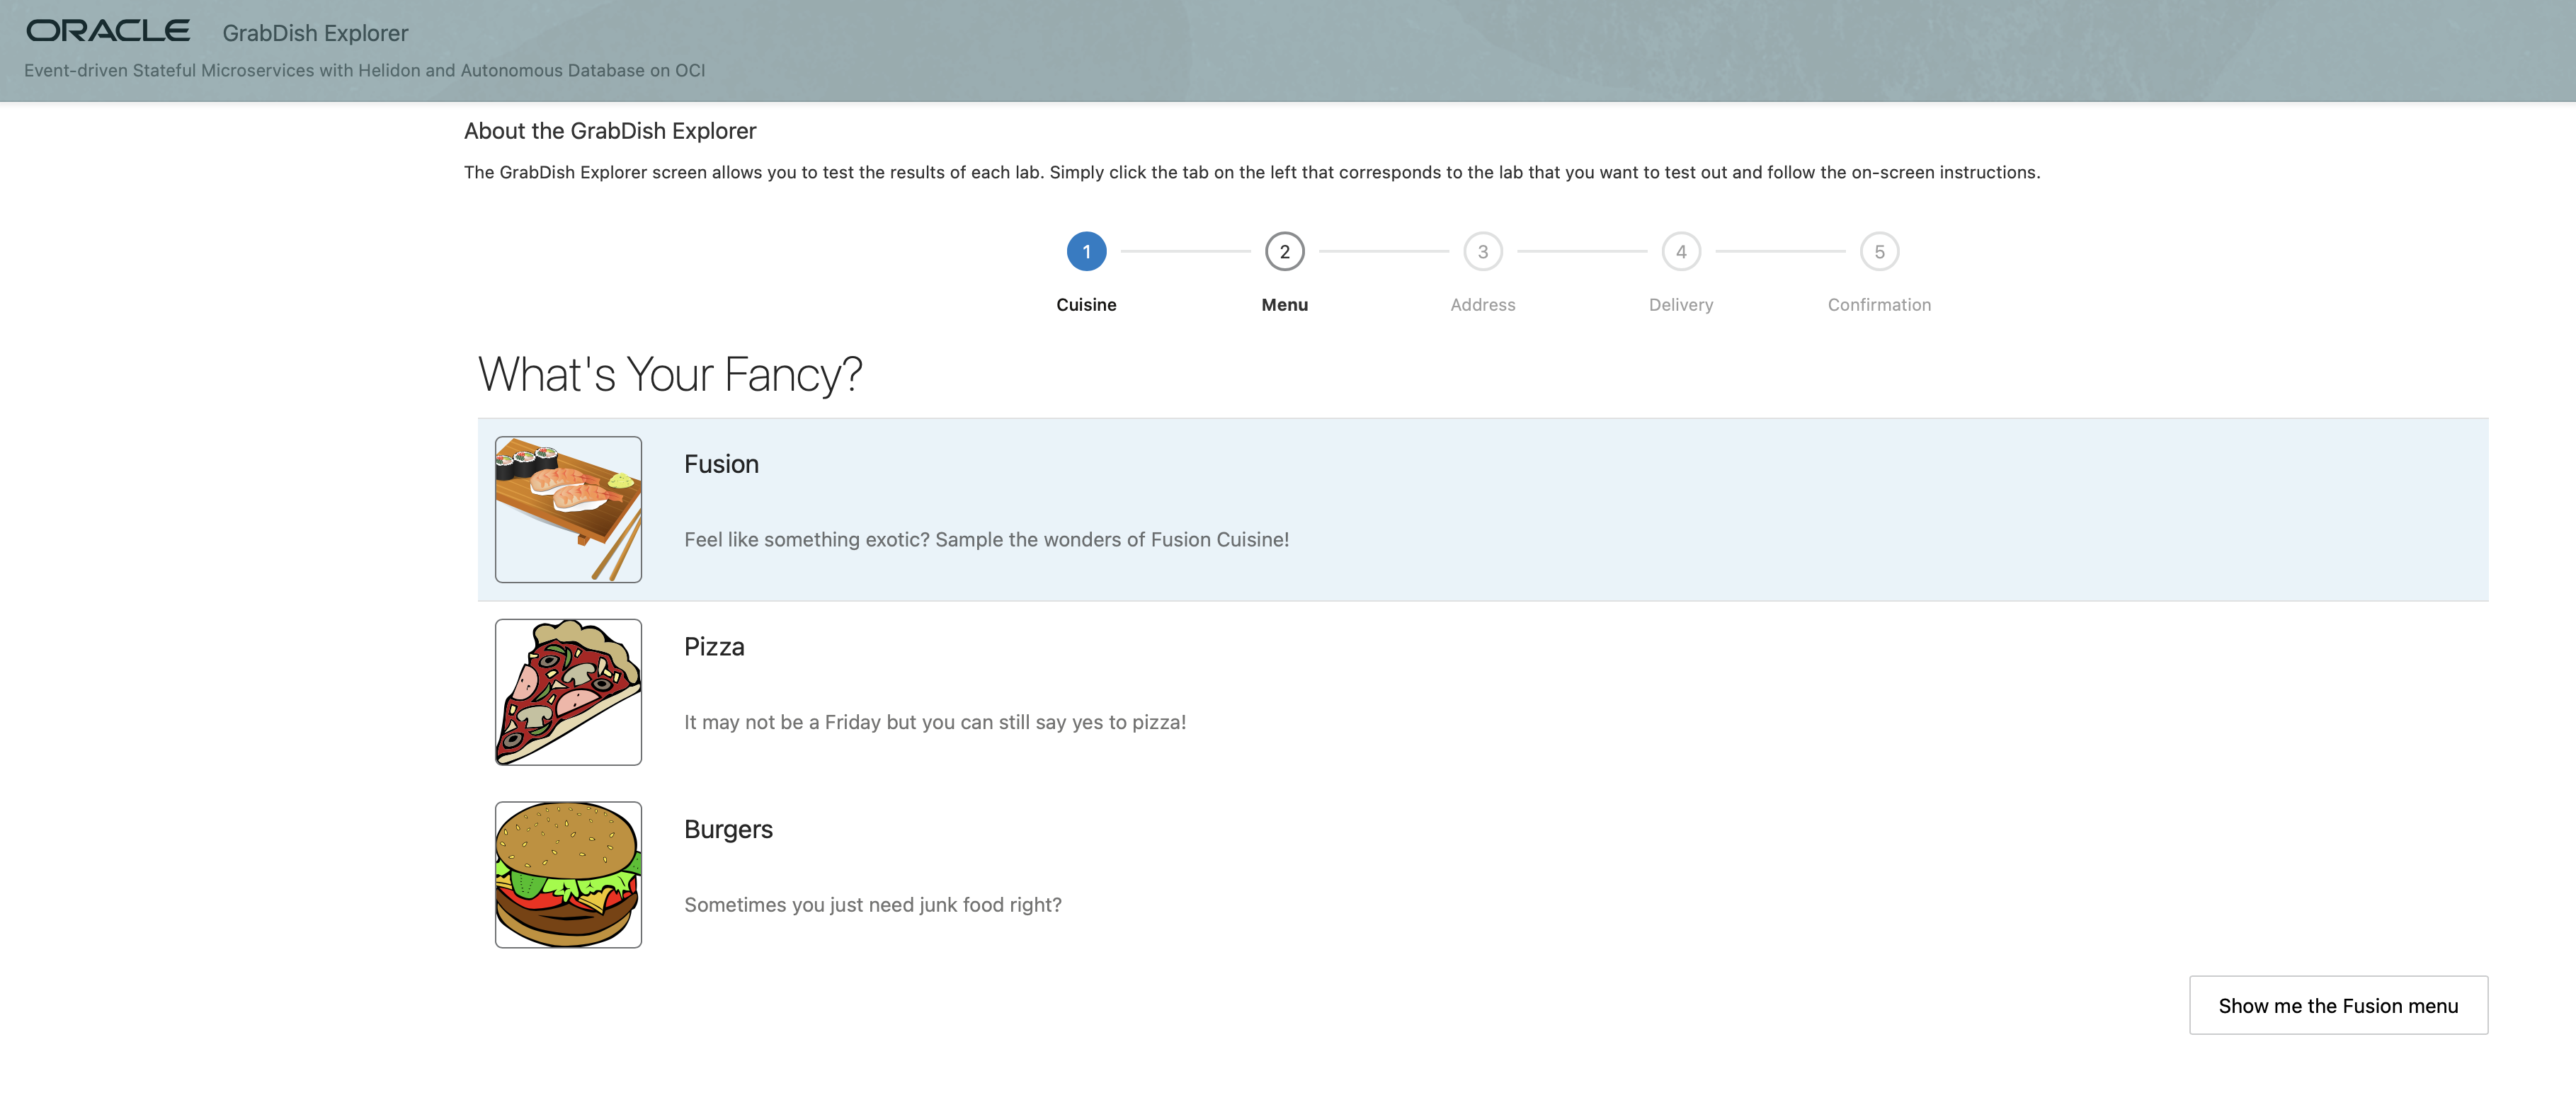 ORACLE GrabDish Explorer
Event-driven Stateful Microservices with Helidon and Autonomous Database on OCI
About the GrabDish Explorer
The GrabDish Explorer screen allows you to test the results of each lab. Simply click the tab on the left that corresponds to the lab that you want to test out and follow the on-screen instructions.
1 2 3 4 5
Cuisine Menu Address Delivery Confirmation
What's Your Fancy?
Fusion
Feel like something exotic? Sample the wonders of Fusion Cuisine!
Pizza
It may not be a Friday but you can still say yes to pizza!
Burgers
Sometimes you just need junk food right?
Show me the Fusion menu